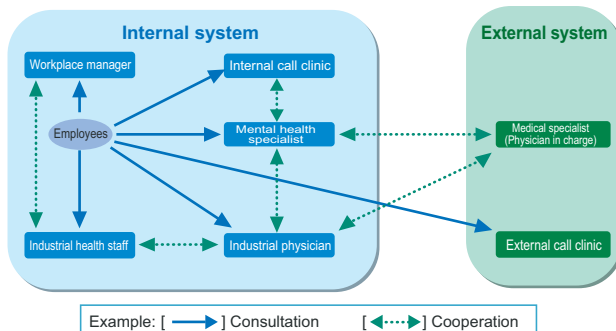 Internal system
External system
Workplace manager
Internal call clinic
Employees
Mental health
specialist
Medical specialist
(Physician in charge)
Industrial health staff
Industrial physician
External call clinic
Example: [ ] Consultation [ ] Cooperation